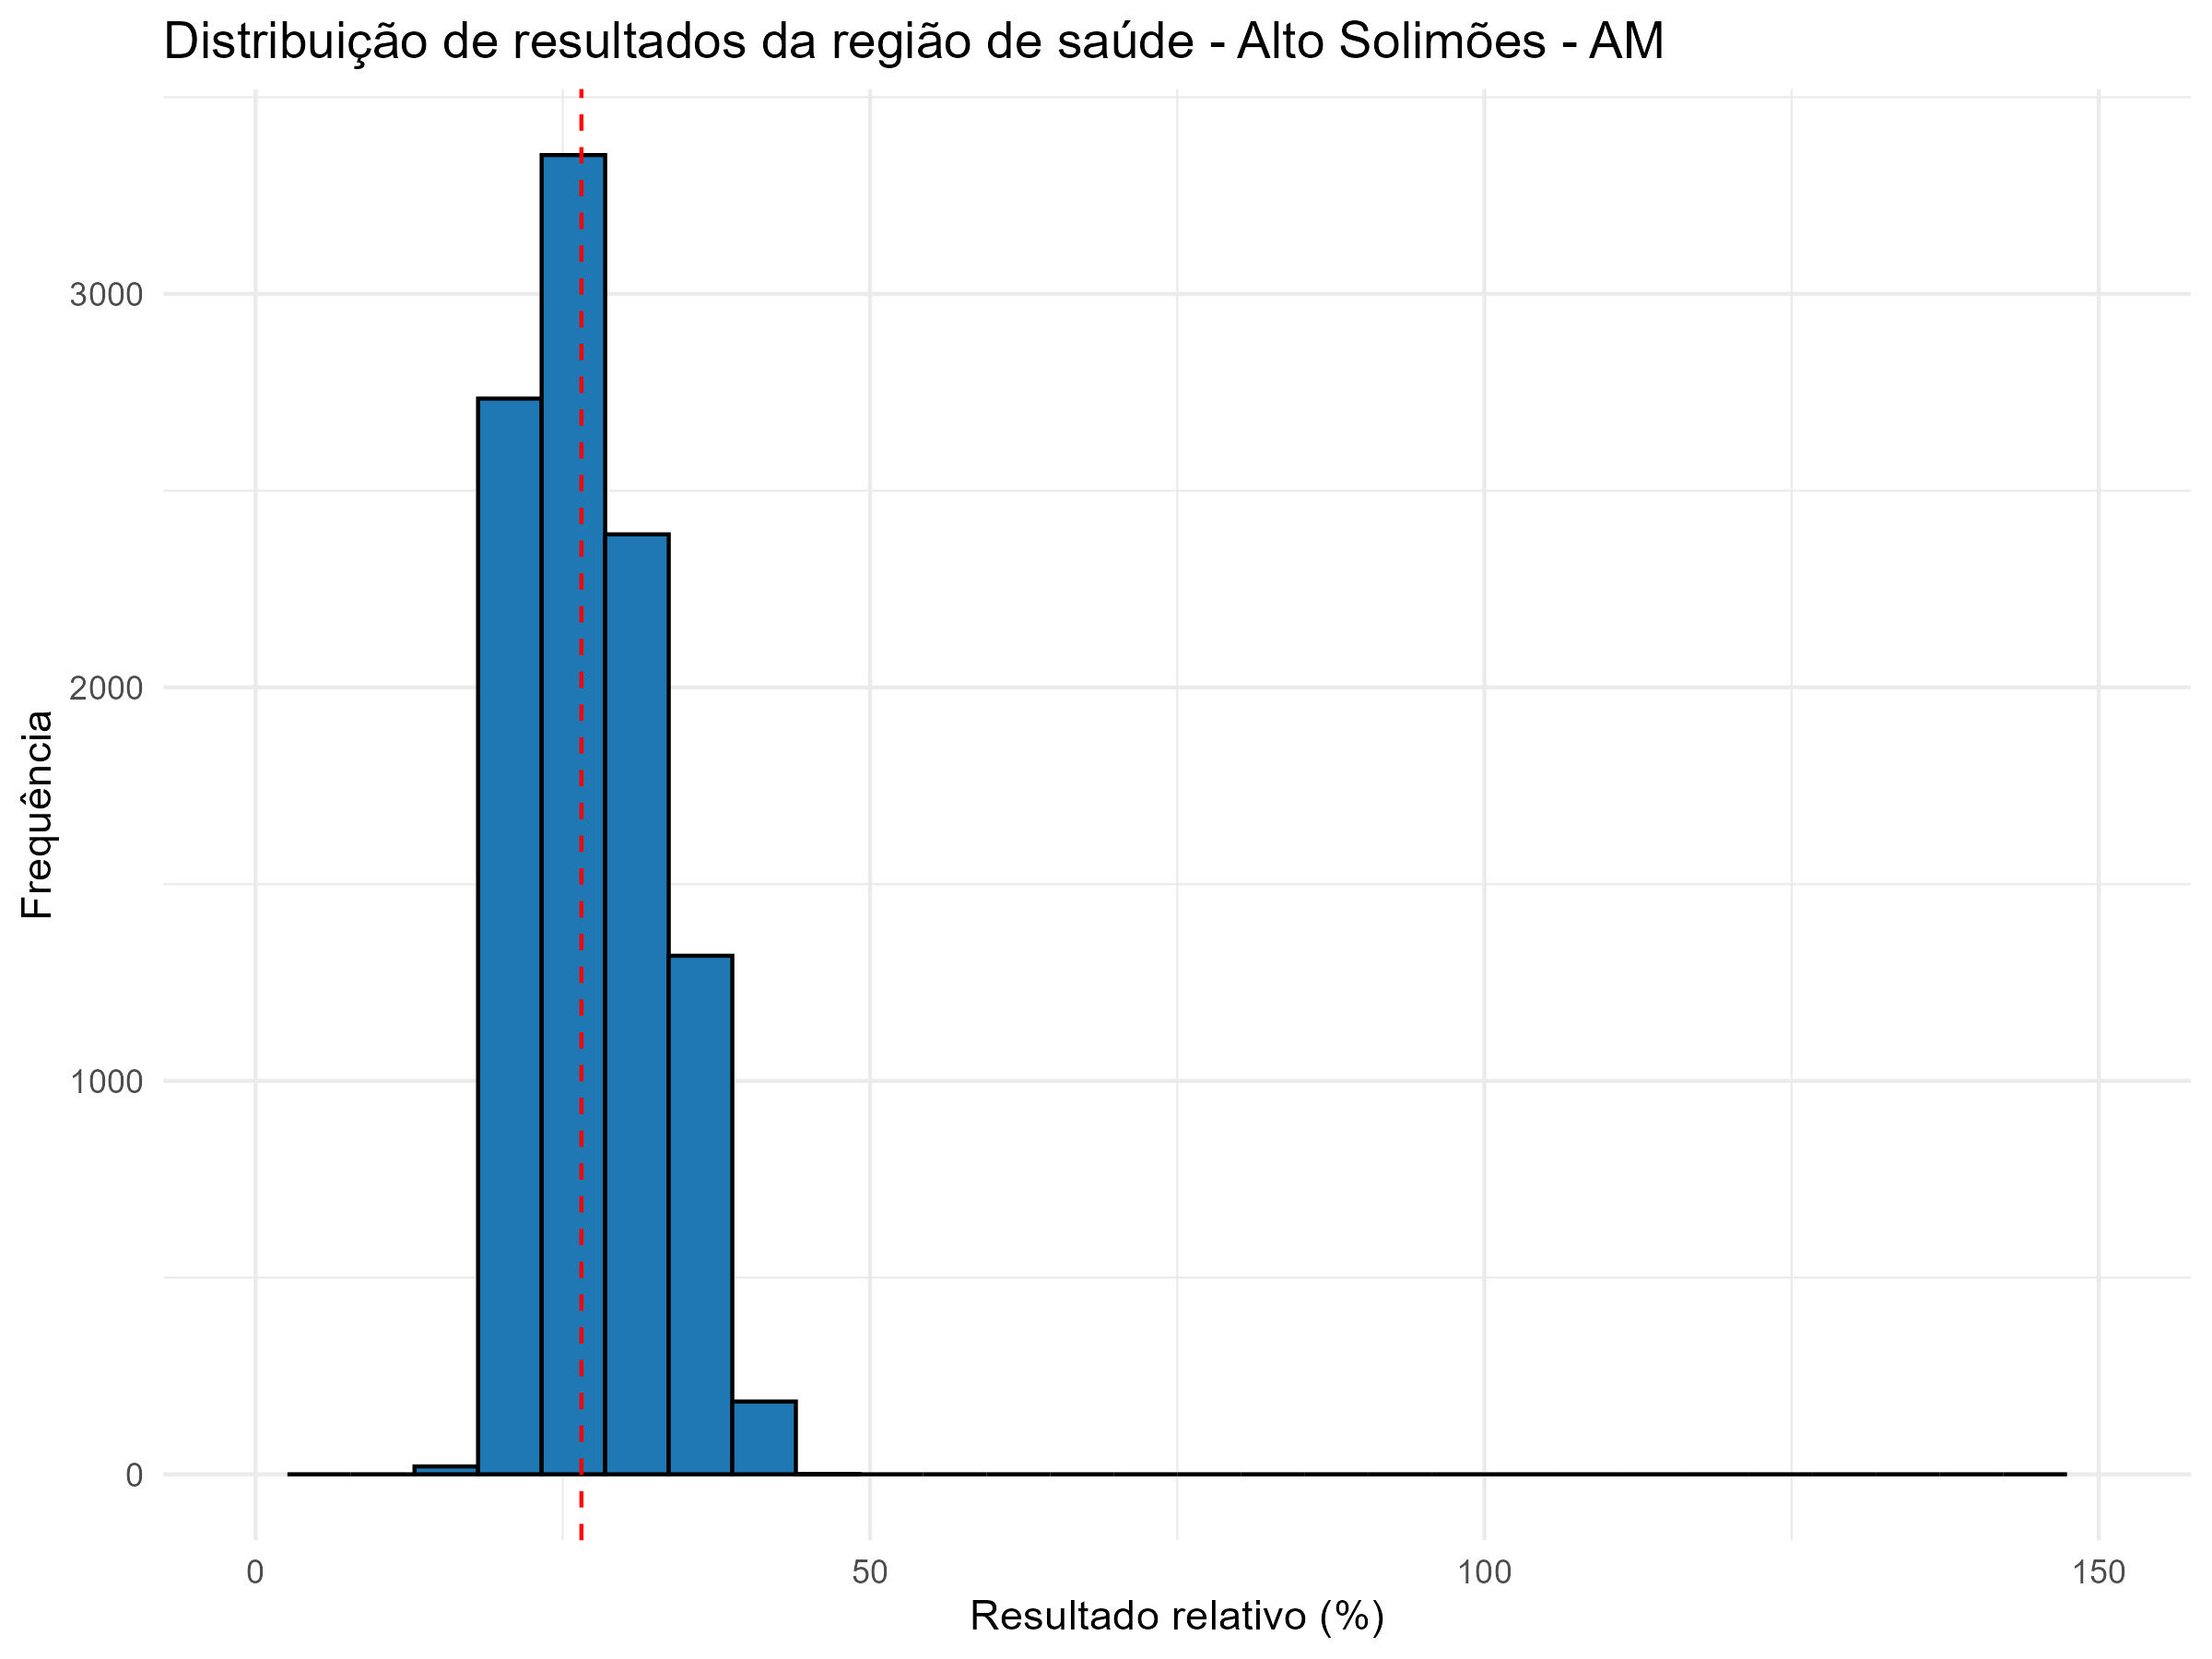 Distribuição de resultados da região de saúde - Alto Solimões - AM
Frequência
3000
2000
1000
0
0
50
100
150
Resultado relativo (%)